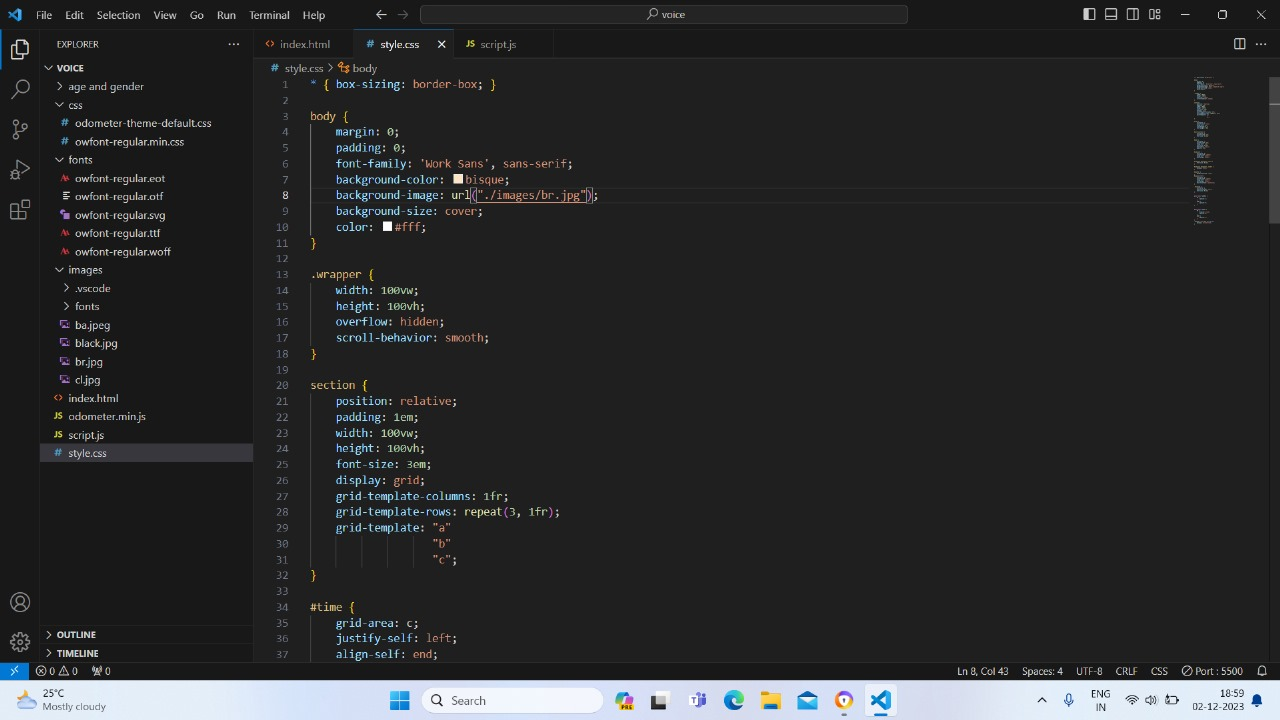 File Edit Selection View Go Run Terminal Help
voice
EXPLORER
index.html
style.css
JS script.js
VOICE
# style.css > body
age and gender
css
# odometer-theme-default.css
# owfont-regular.min.css
fonts
owfont-regular.eot
owfont-regular.otf
owfont-regular.svg
owfont-regular.ttf
owfont-regular.woff
images
.vscode
fonts
ba.jpeg
black.jpg
br.jpg
cl.jpg
index.html
JS odometer.min.js
JS script.js
# style.css
OUTLINE
TIMELINE
1 * { box-sizing: border-box; }
2
3 body {
4 margin: 0;
5 padding: 0;
6 font-family: 'Work Sans', sans-serif;
7 background-color: bisque;
8 background-image: url("./images/br.jpg");
9 background-size: cover;
10 color: #fff;
11 }
12
13 .wrapper {
14 width: 100vw;
15 height: 100vh;
16 overflow: hidden;
17 scroll-behavior: smooth;
18 }
19
20 section {
21 position: relative;
22 padding: 1em;
23 width: 100vw;
24 height: 100vh;
25 font-size: 3em;
26 display: grid;
27 grid-template-columns: 1fr;
28 grid-template-rows: repeat(3, 1fr);
29 grid-template: "a"
30 "b"
31 "c";
32 }
33
34 #time {
35 grid-area: c;
36 justify-self: left;
37 align-self: end;
0 0 0
Ln 8, Col 43 Spaces: 4 UTF-8 CRLF CSS Port : 5500
25°C
Mostly cloudy
Search
PRE
ENG
IN
18:59
02-12-2023